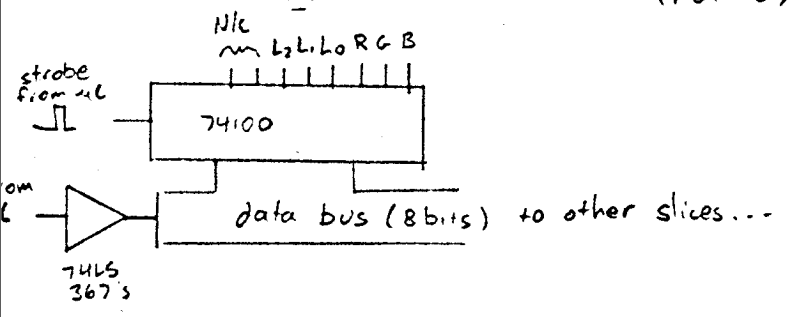 N/C
L2 L1 L0 R G B
strobe
from uC
74100
data bus (8 bits) to other slices...
74LS
367's